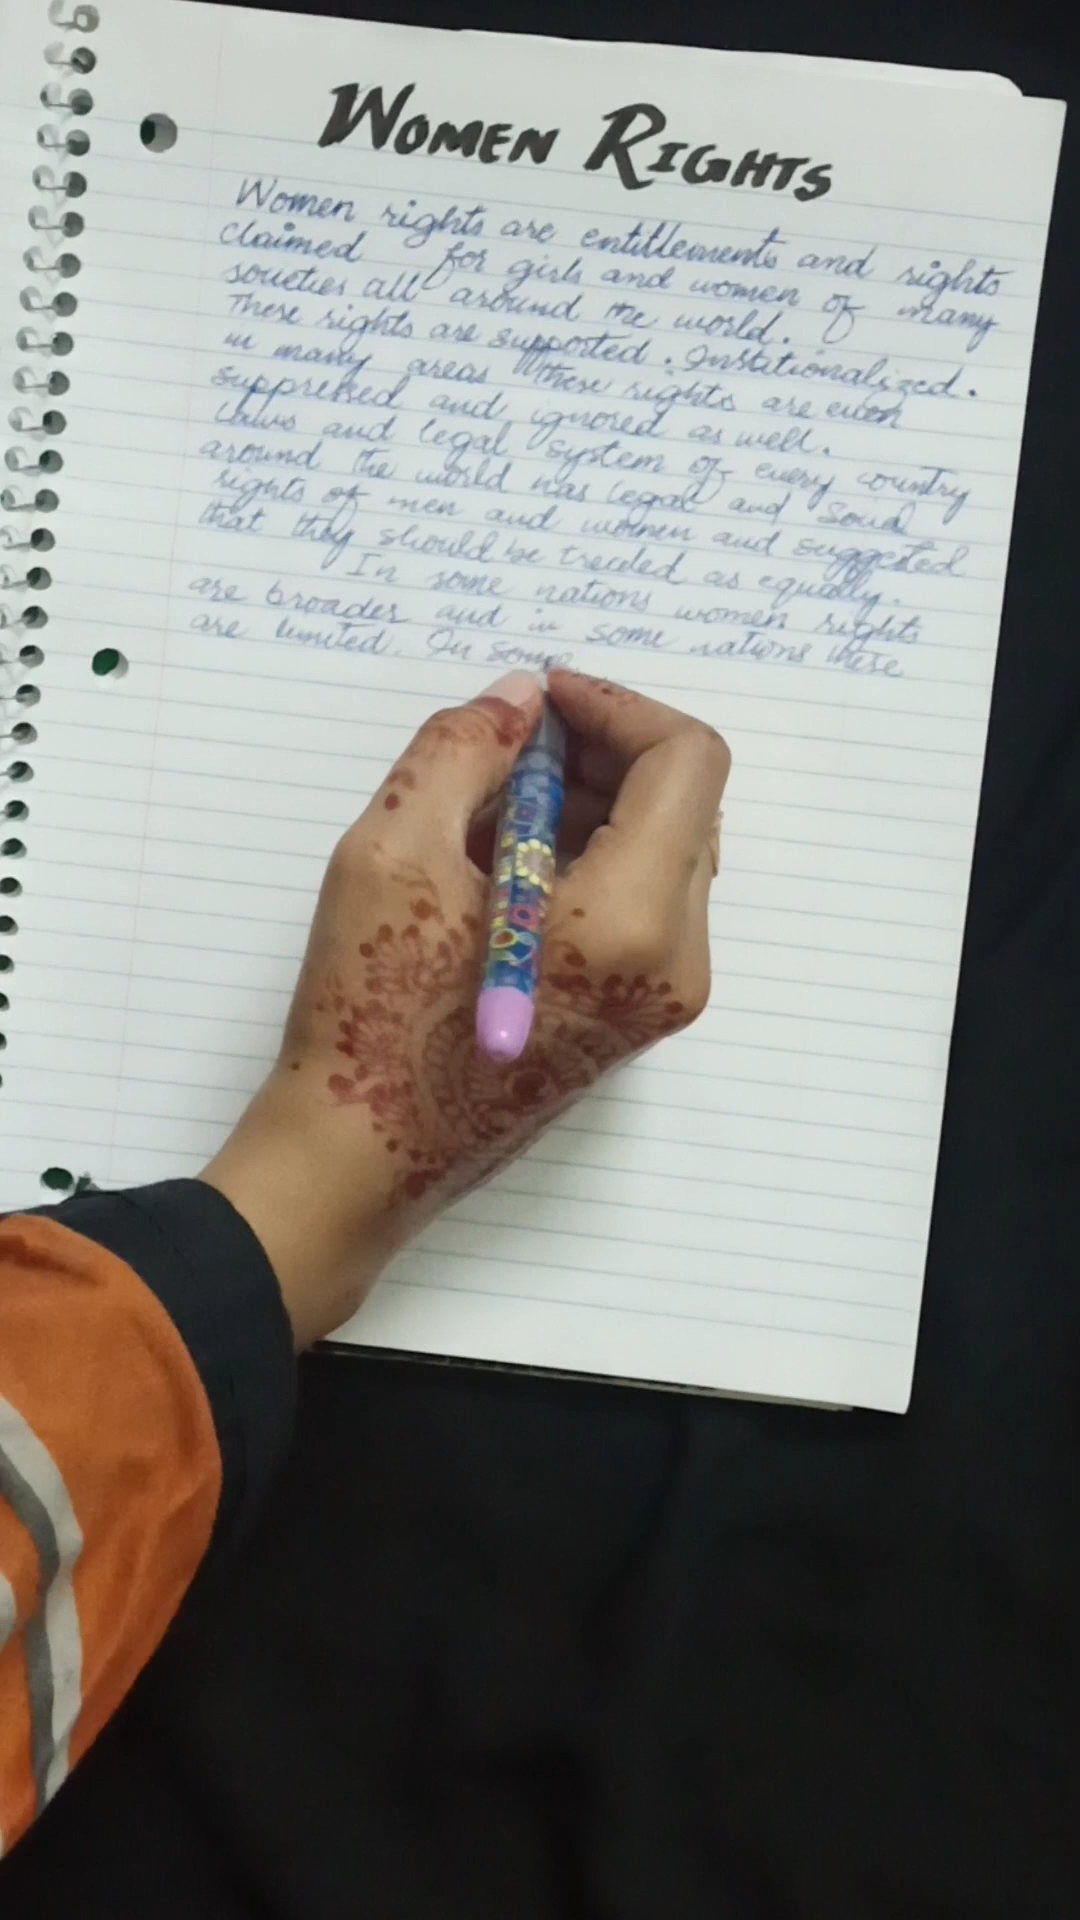 WOMEN RIGHTS
Women rights are entitlements and rights
claimed for girls and women of many
societies all around the world.
These rights are supported. Institionalized.
in many areas these rights are even
suppressed and ignored as well.
Laws and legal system of every country
around the world has legal and Social
rights of men and women and suggested
that they should be treated as equally.
In some nations women rights
are broader and in some nations these
are limited. In some